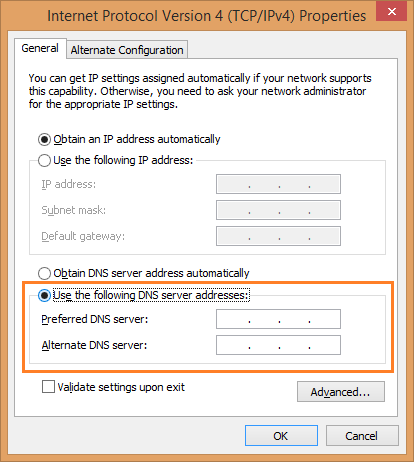 Internet Protocol Version 4 (TCP/IPv4) Properties
General
Alternate Configuration
You can get IP settings assigned automatically if your network supports
this capability. Otherwise, you need to ask your network administrator
for the appropriate IP settings.
Obtain an IP address automatically
Use the following IP address:
IP address:
Subnet mask:
Default gateway:
Obtain DNS server address automatically
Use the following DNS server addresses:
Preferred DNS server:
Alternate DNS server:
Validate settings upon exit
Advanced...
OK
Cancel